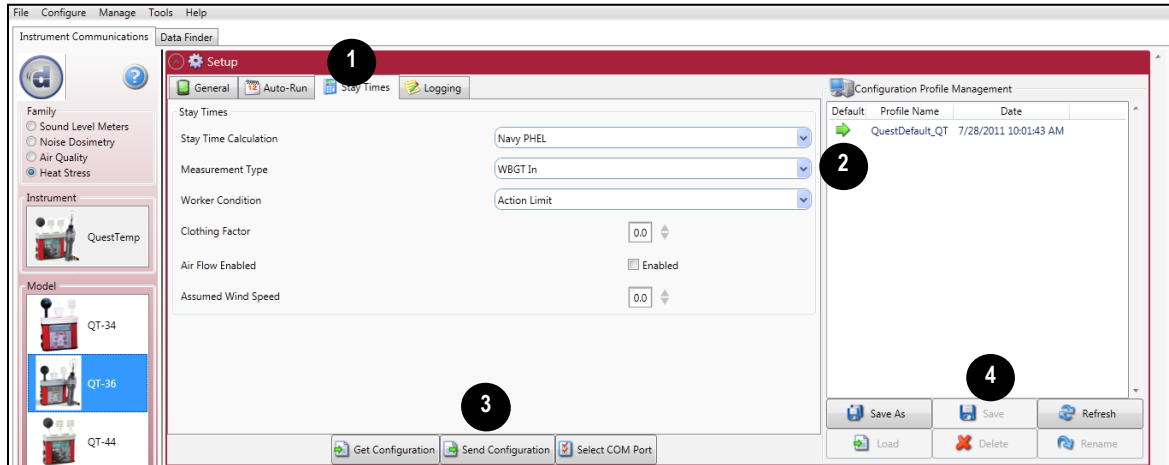 File Configure Manage Tools Help
Instrument Communications Data Finder
d
?
Family
Sound Level Meters
Noise Dosimetry
Air Quality
Heat Stress
Instrument
QuestTemp
Model
QT-34
QT-36
QT-44
Setup
1
General 12 Auto-Run Stay Times Logging
Stay Times
Stay Time Calculation Navy PHEL
Measurement Type WBGT In
Worker Condition Action Limit
Clothing Factor 0.0
Air Flow Enabled Enabled
Assumed Wind Speed 0.0
3
Get Configuration Send Configuration Select COM Port
Configuration Profile Management
Default Profile Name Date
QuestDefault_QT 7/28/2011 10:01:43 AM
2
4
Save As Save Refresh
Load Delete Rename